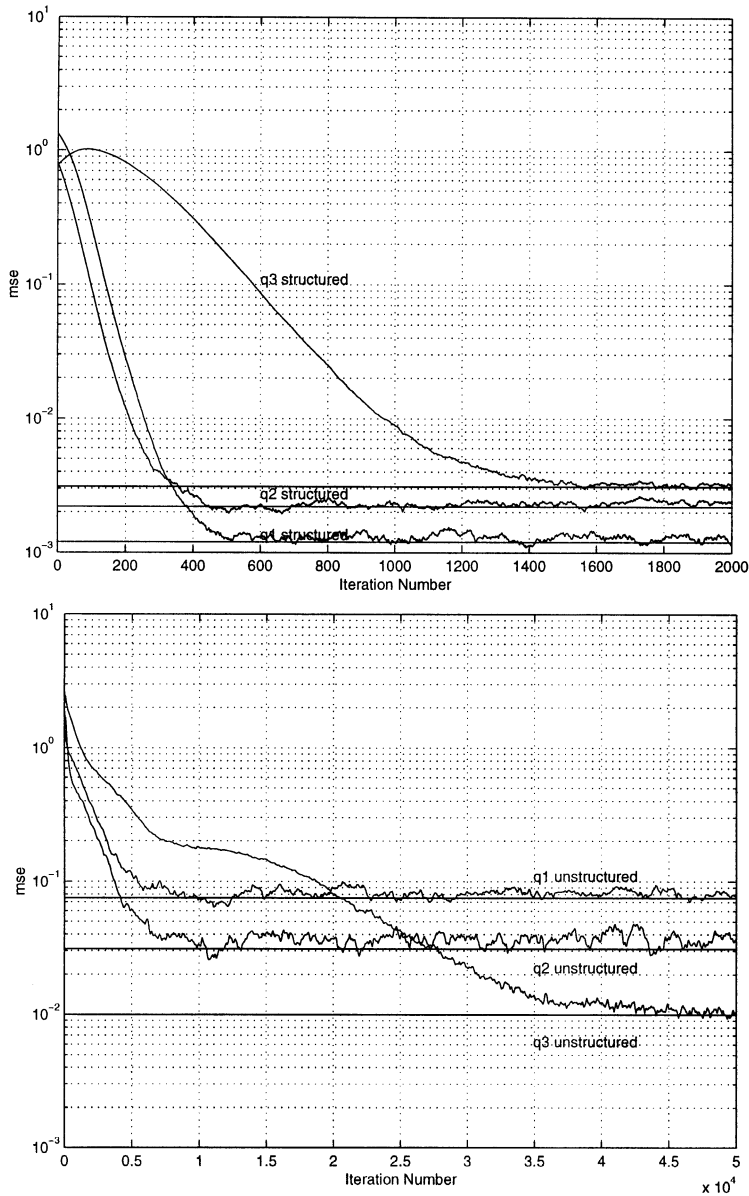 10^1
10^0
10^-1
10^-2
10^-3
mse
q3 structured
q2 structured
q1 structured
0 200 400 600 800 1000 1200 1400 1600 1800 2000
Iteration Number
10^1
10^0
10^-1
10^-2
10^-3
mse
q1 unstructured
q2 unstructured
q3 unstructured
0 0.5 1 1.5 2 2.5 3 3.5 4 4.5 5
Iteration Number
x 10^4